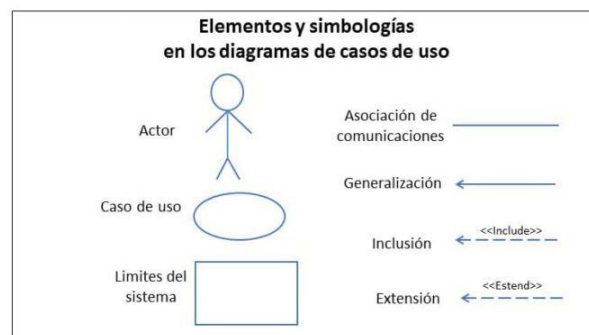 Elementos y simbologías
en los diagramas de casos de uso
Actor
Caso de uso
Limites del
sistema
Asociación de
comunicaciones
Generalización
<<Include>>
Inclusión
<<Estend>>
Extensión